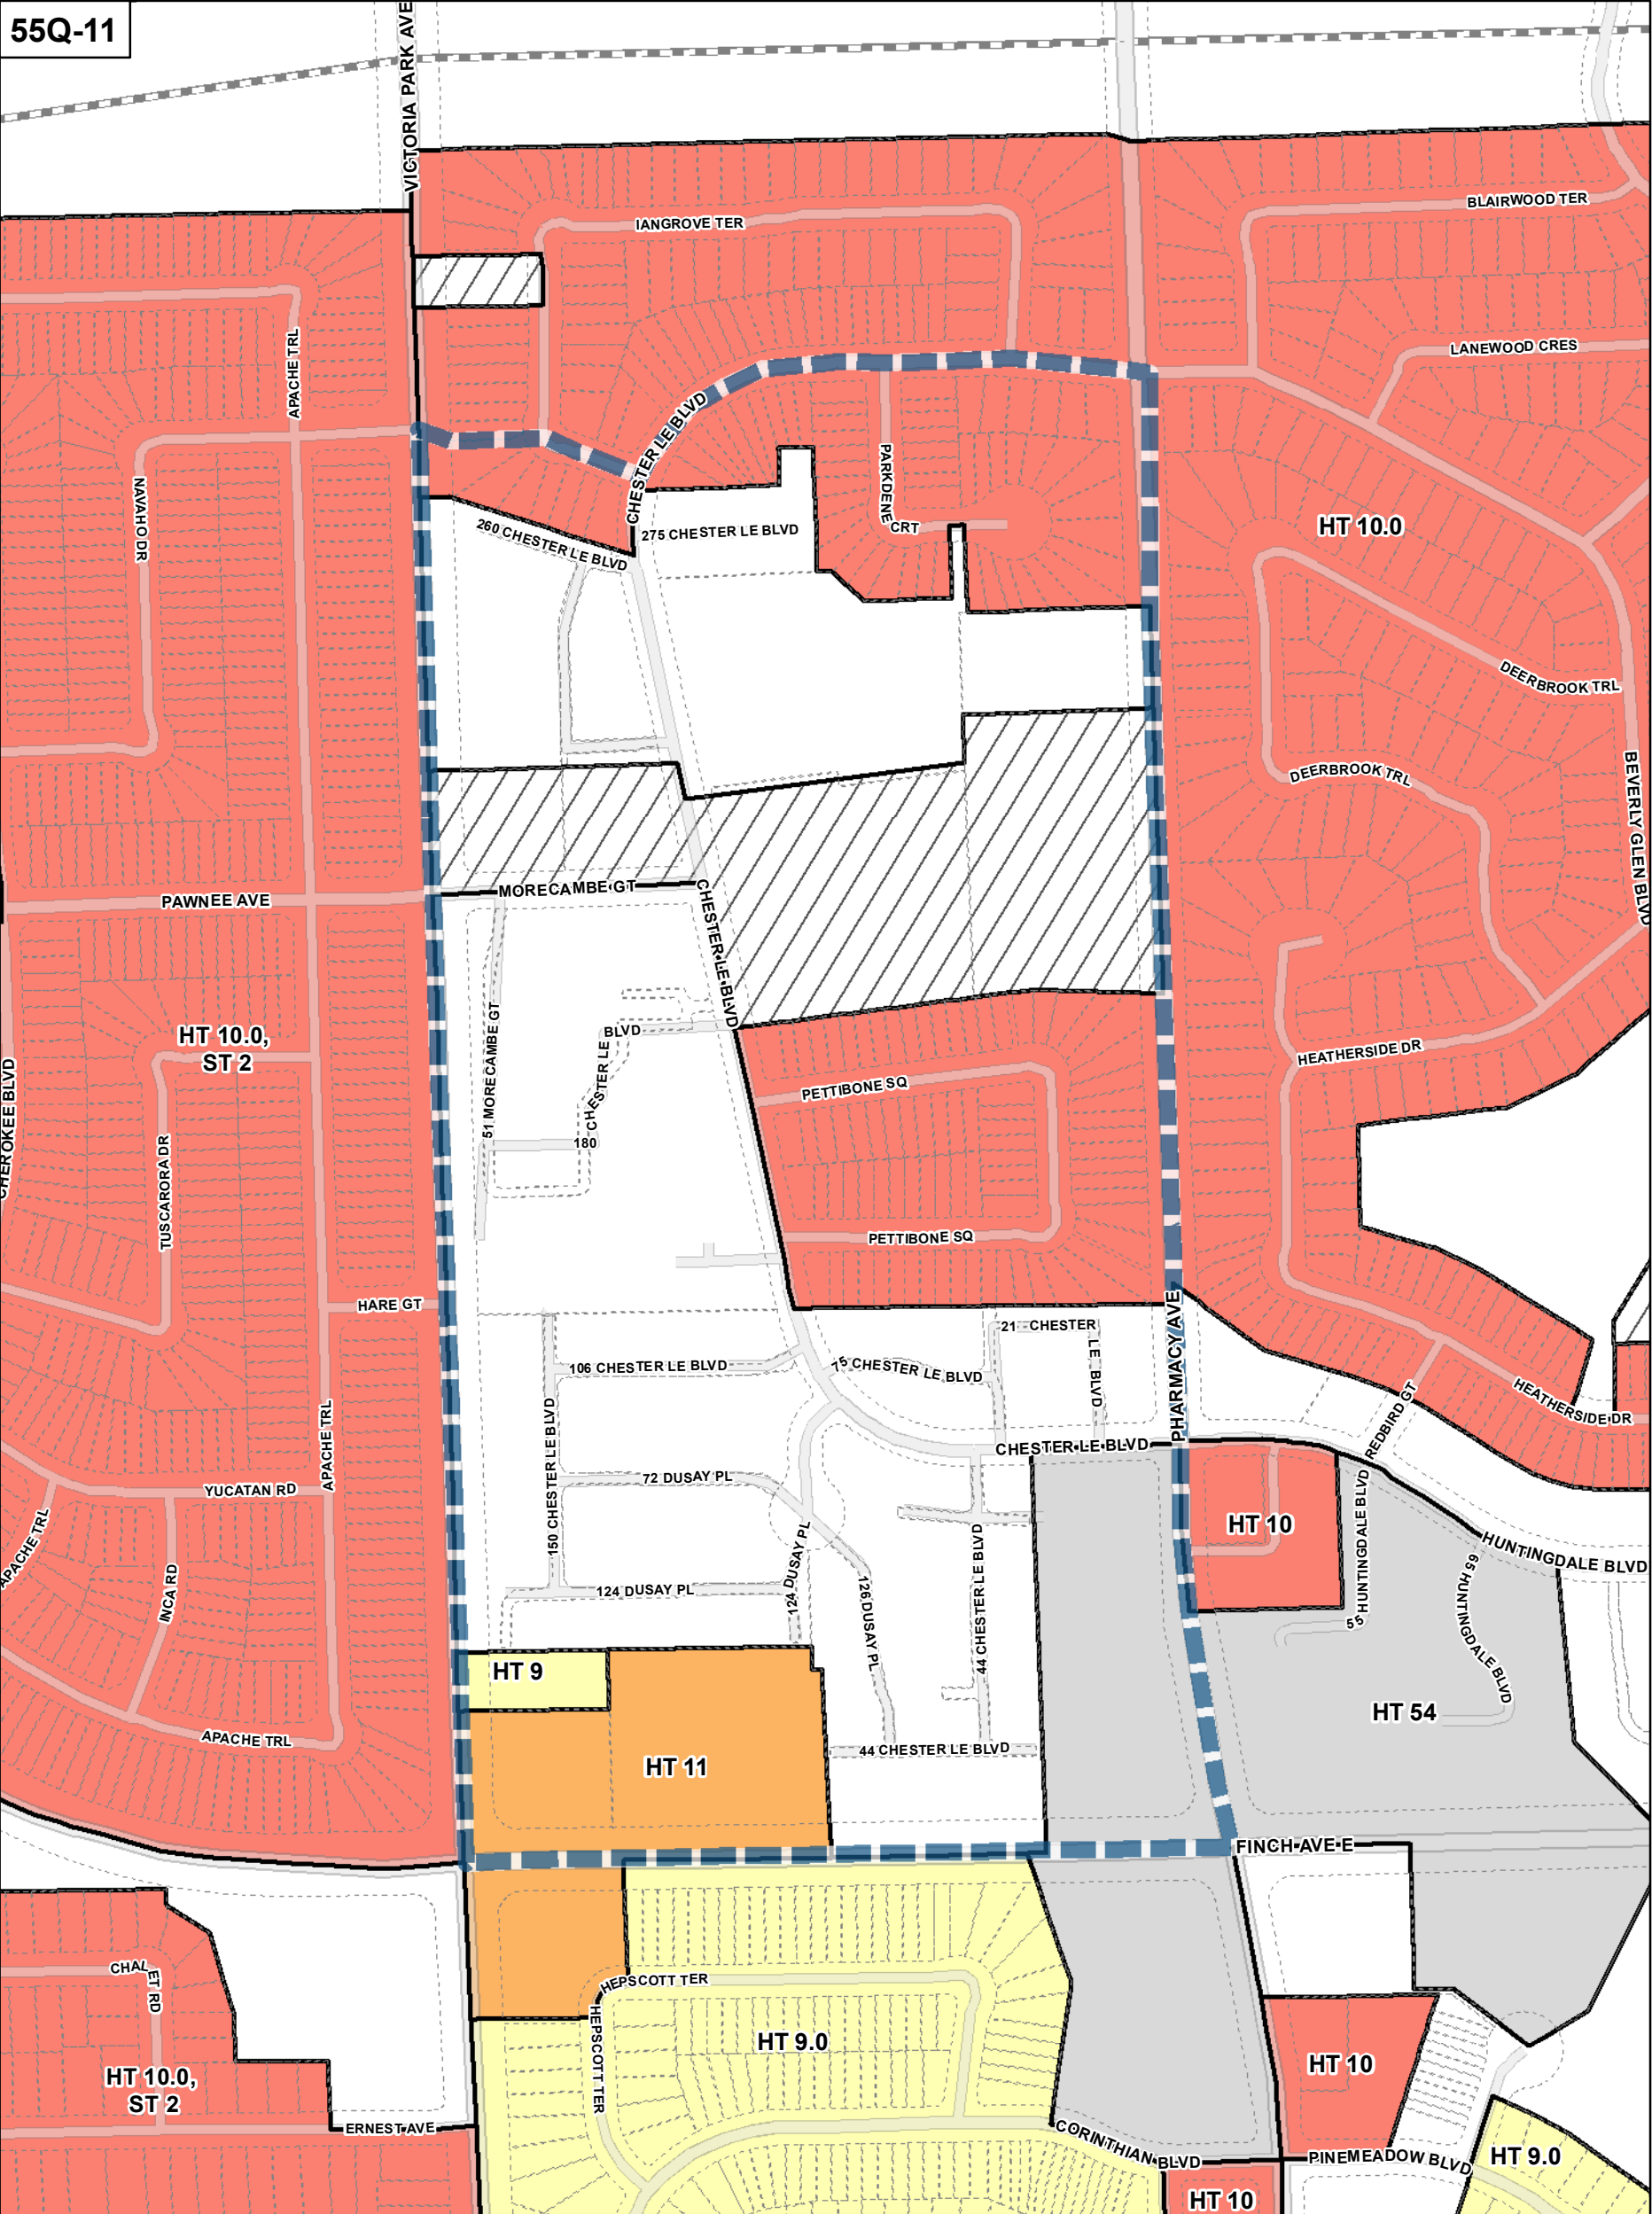 55Q-11
VICTORIA PARK AVE
IANGROVE TER
BLAIRWOOD TER
LANEWOOD CRES
APACHE TRL
NAVAHO DR
CHESTER LE BLVD
PARKDENE
CRT
260 CHESTER LE BLVD
275 CHESTER LE BLVD
HT 10.0
DEERBROOK TRL
DEERBROOK TRL
BEVERLY GLEN BLVD
PAWNEE AVE
MORECAMBE GT
CHESTER LE BLVD
51 MORECAMBE GT
180
CHESTER LE
BLVD
HT 10.0,
ST 2
CHEROKEE BLVD
HEATHERSIDE DR
PETTIBONE SQ
TUSCARORA DR
PETTIBONE SQ
HARE GT
PHARMACY AVE
21 CHESTER
LE BLVD
106 CHESTER LE BLVD
75 CHESTER LE BLVD
HEATHERSIDE DR
REDBIRD GT
150 CHESTER LE BLVD
CHESTER LE BLVD
APACHE TRL
YUCATAN RD
72 DUSAY PL
APACHE TRL
INCA RD
124 DUSAY PL
124 DUSAY PL
126 DUSAY PL
44 CHESTER LE BLVD
HT 10
55
HUNTINGDALE BLVD
HUNTINGDALE BLVD
65 HUNTINGDALE BLVD
HT 9
HT 54
APACHE TRL
HT 11
44 CHESTER LE BLVD
FINCH AVE E
CHALET RD
HEPSCOTT TER
HEPSCOTT TER
HT 9.0
HT 10.0,
ST 2
HT 10
ERNEST AVE
CORINTHIAN BLVD
PINEMEADOW BLVD
HT 9.0
HT 10